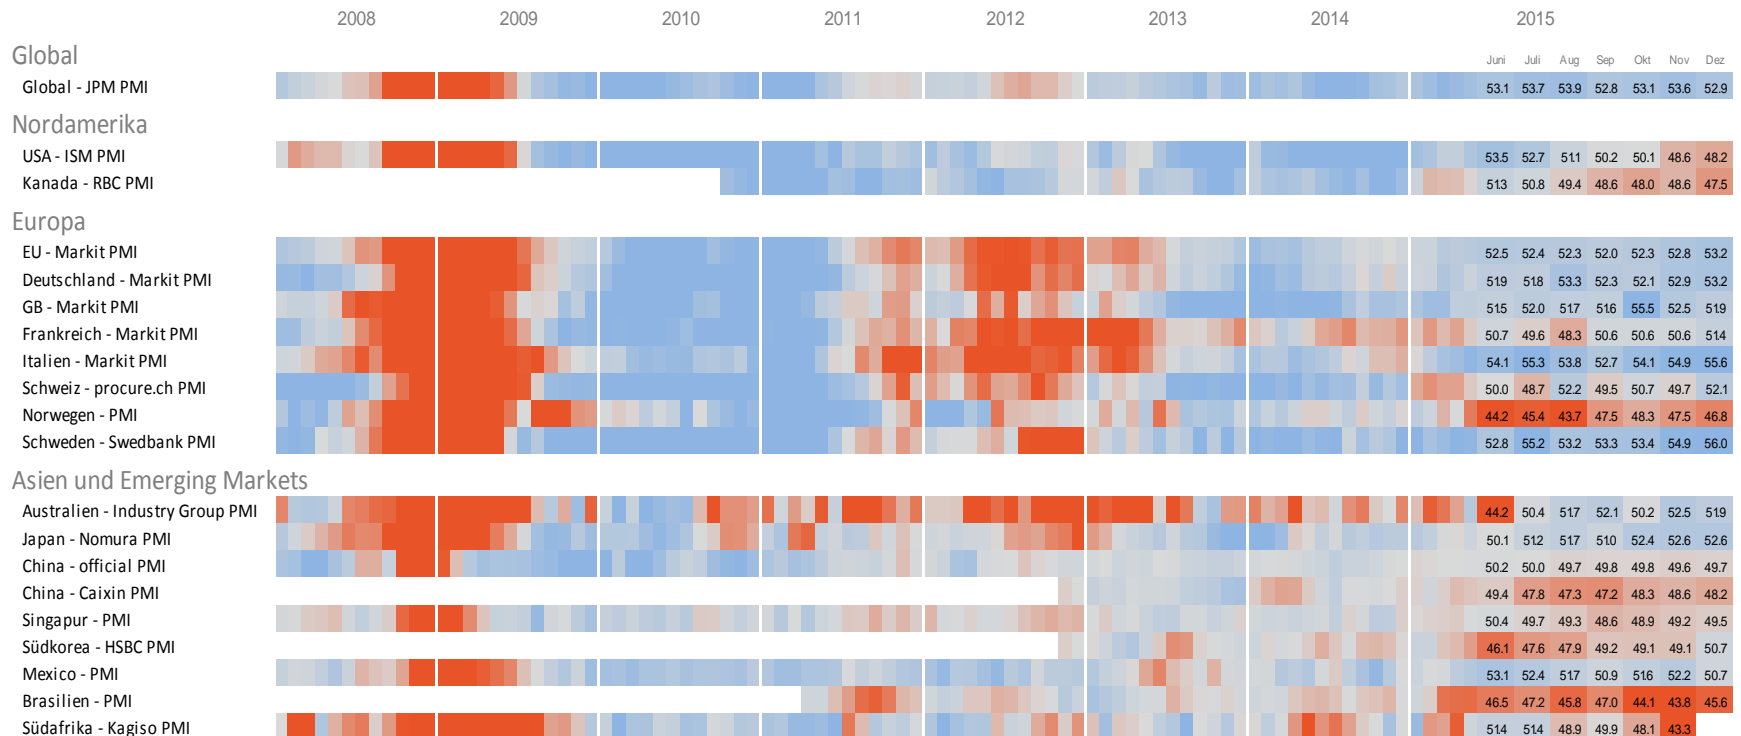 2008 2009 2010 2011 2012 2013 2014 2015
Global
Juni Juli Aug Sep Okt Nov Dez
Global - JPM PMI 53.1 53.7 53.9 52.8 53.1 53.6 52.9
Nordamerika
USA - ISM PMI 53.5 52.7 51.1 50.2 50.1 48.6 48.2
Kanada - RBC PMI 51.3 50.8 49.4 48.6 48.0 48.6 47.5
Europa
EU - Markit PMI 52.5 52.4 52.3 52.0 52.3 52.8 53.2
Deutschland - Markit PMI 51.9 51.8 53.3 52.3 52.1 52.9 53.2
GB - Markit PMI 51.5 52.0 51.7 51.6 55.5 52.5 51.9
Frankreich - Markit PMI 50.7 49.6 48.3 50.6 50.6 50.6 51.4
Italien - Markit PMI 54.1 55.3 53.8 52.7 54.1 54.9 55.6
Schweiz - procure.ch PMI 50.0 48.7 52.2 49.5 50.7 49.7 52.1
Norwegen - PMI 44.2 45.4 43.7 47.5 48.3 47.5 46.8
Schweden - Swedbank PMI 52.8 55.2 53.2 53.3 53.4 54.9 56.0
Asien und Emerging Markets
Australien - Industry Group PMI 44.2 50.4 51.7 52.1 50.2 52.5 51.9
Japan - Nomura PMI 50.1 51.2 51.7 51.0 52.4 52.6 52.6
China - official PMI 50.2 50.0 49.7 49.8 49.8 49.6 49.7
China - Caixin PMI 49.4 47.8 47.3 47.2 48.3 48.6 48.2
Singapur - PMI 50.4 49.7 49.3 48.6 48.9 49.2 49.5
Südkorea - HSBC PMI 46.1 47.6 47.9 49.2 49.1 49.1 50.7
Mexico - PMI 53.1 52.4 51.7 50.9 51.6 52.2 50.7
Brasilien - PMI 46.5 47.2 45.8 47.0 44.1 43.8 45.6
Südafrika - Kagiso PMI 51.4 51.4 48.9 49.9 48.1 43.3